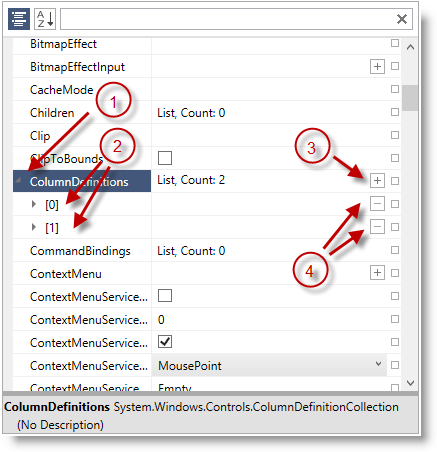 A
Z
BitmapEffect
BitmapEffectInput
CacheMode
1
Children List, Count: 0
Clip
2
3
ClipToBounds
ColumnDefinitions List, Count: 2
[0]
[1]
CommandBindings List, Count: 0
4
ContextMenu
ContextMenuService...
ContextMenuService... 0
ContextMenuService...
ContextMenuService... MousePoint
ContextMenuService... Empty
ColumnDefinitions System.Windows.Controls.ColumnDefinitionCollection
(No Description)